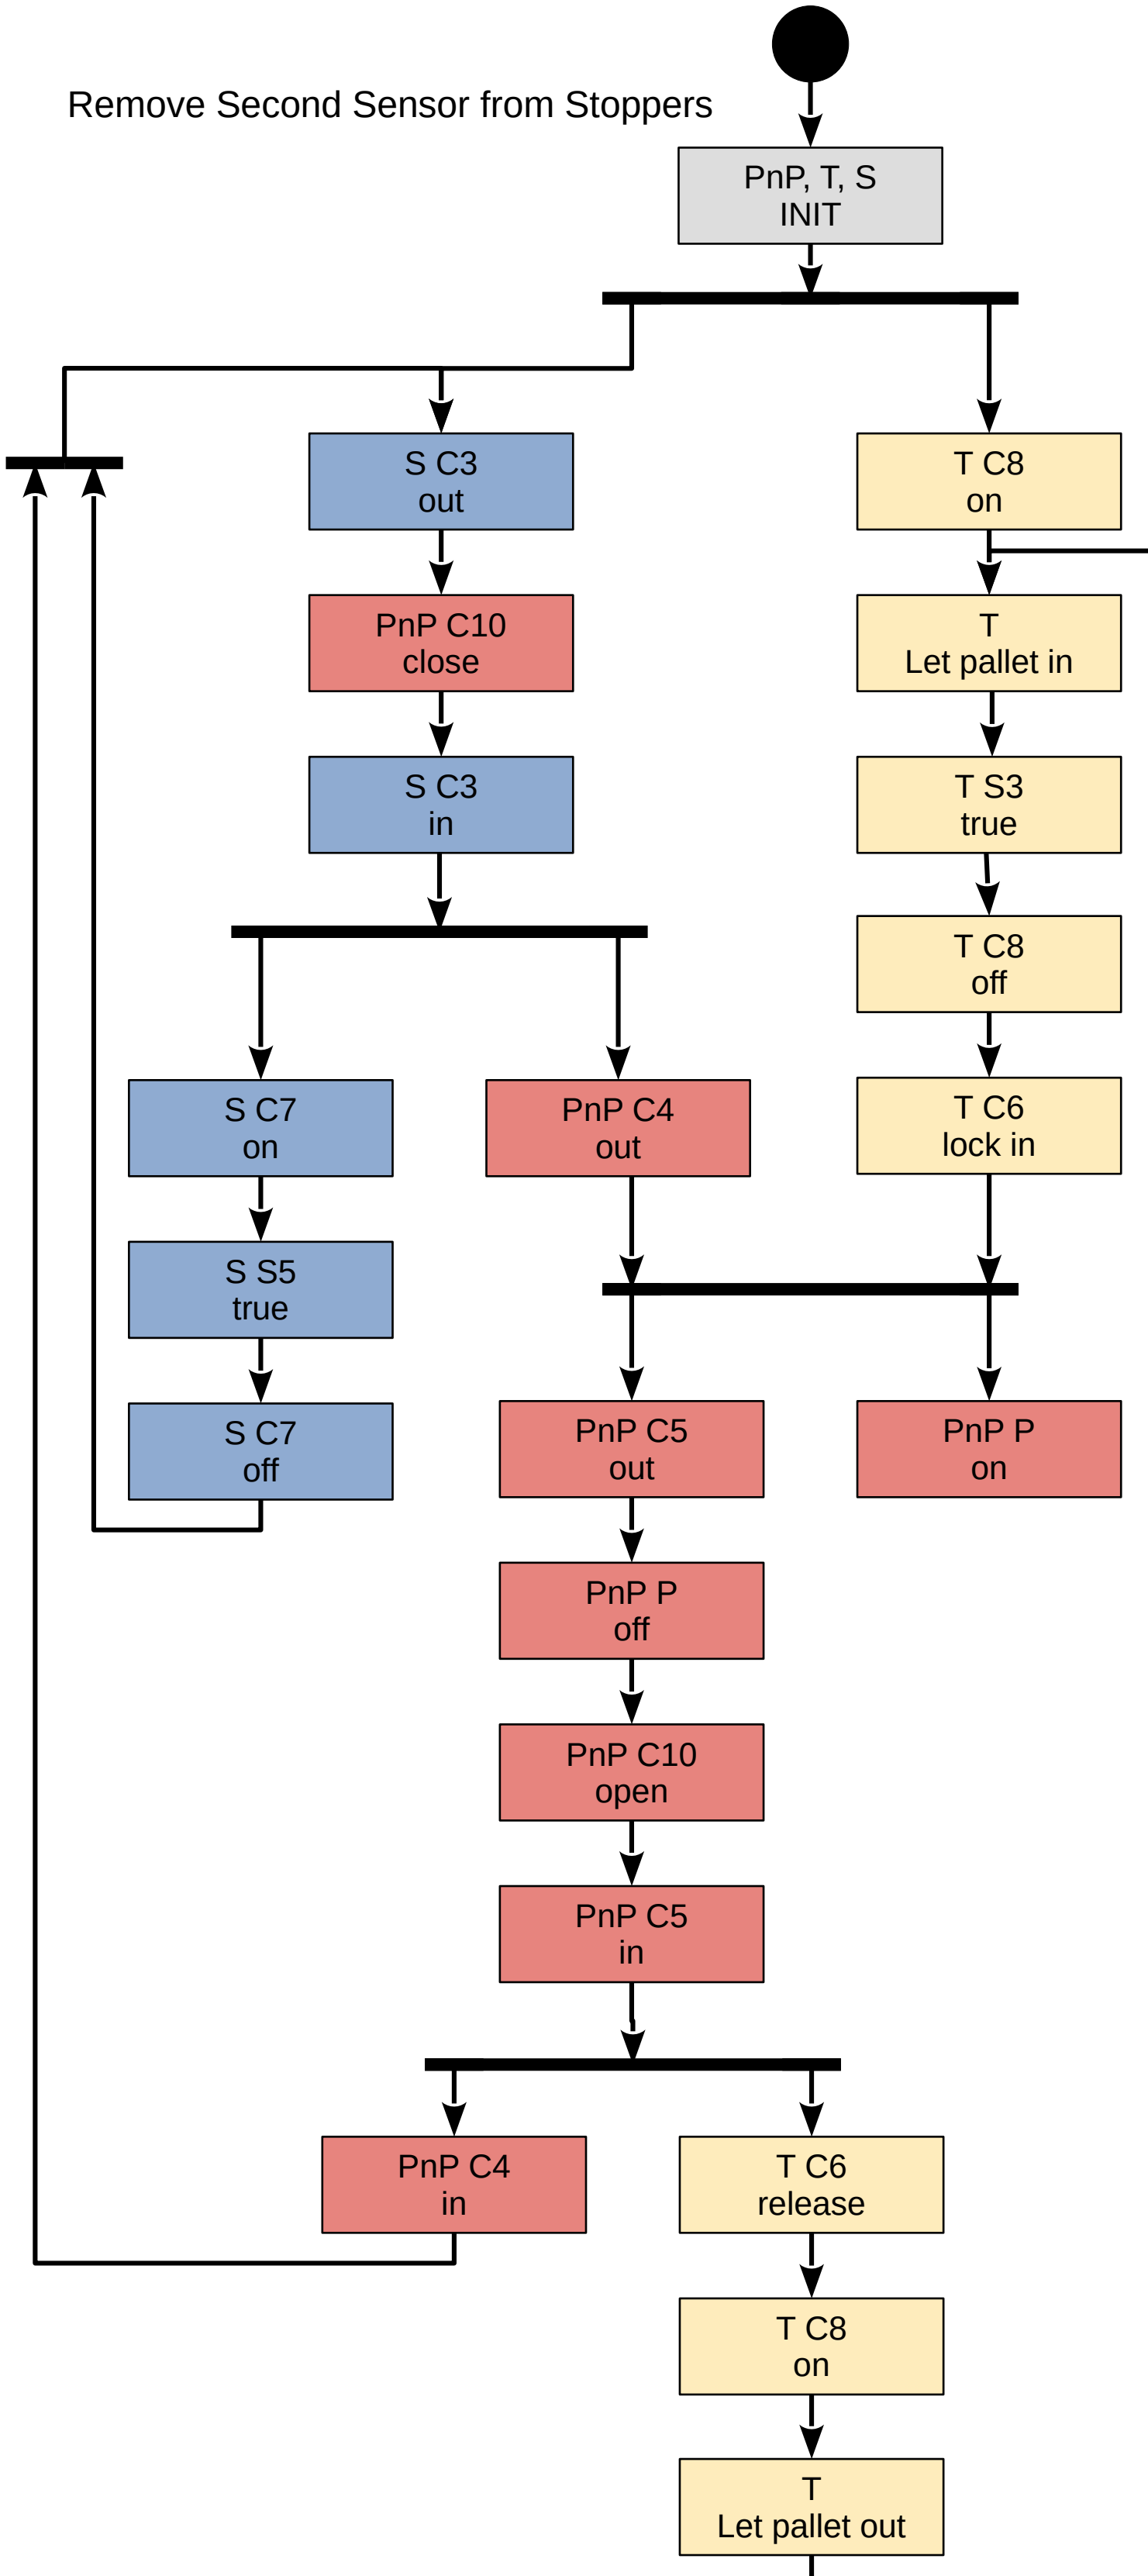 Remove Second Sensor from Stoppers
PnP, T, S
INIT
S C3
out
T C8
on
PnP C10
close
T
Let pallet in
S C3
in
T S3
true
T C8
off
S C7
on
PnP C4
out
T C6
lock in
S S5
true
S C7
off
PnP C5
out
PnP P
on
PnP P
off
PnP C10
open
PnP C5
in
PnP C4
in
T C6
release
T C8
on
T
Let pallet out